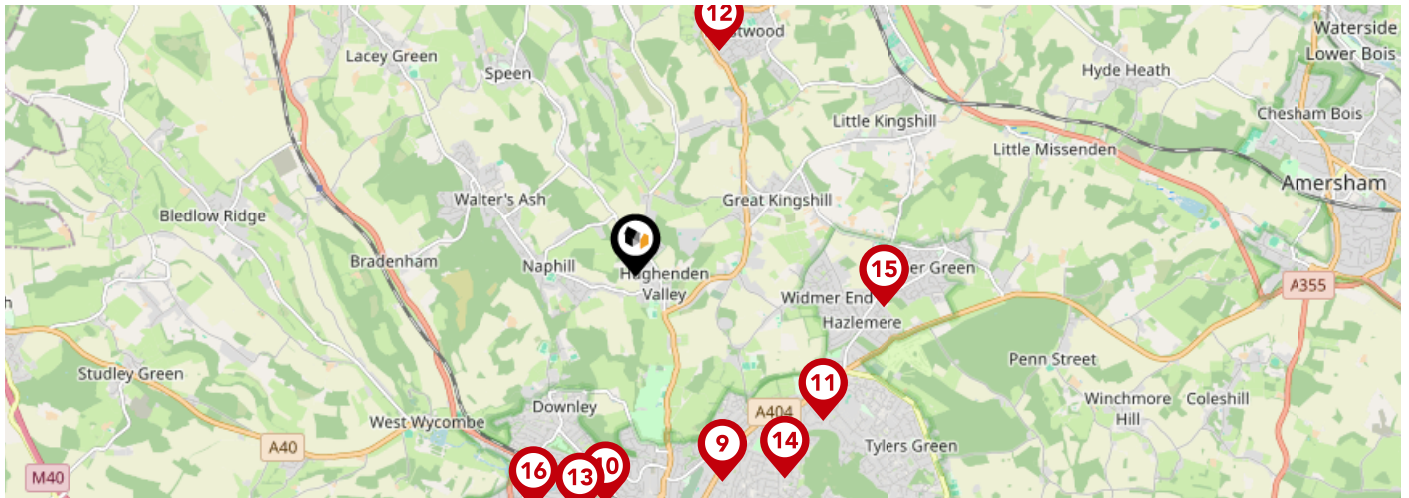 12
stwood
Waterside
Lacey Green
Lower Bois
Speen
Hyde Heath
Chesham Bois
Little Kingshill
Little Missenden
Amersham
Walter's Ash
Great Kingshill
Bledlow Ridge
Bradenham
Naphill
Hughenden
Valley
15
er Green
A355
h
Widmer End
Hazlemere
Penn Street
Studley Green
11
Winchmore
Hill
Coleshill
Downley
A404
West Wycombe
A40
9
14
Tylers Green
M40
16
13
10